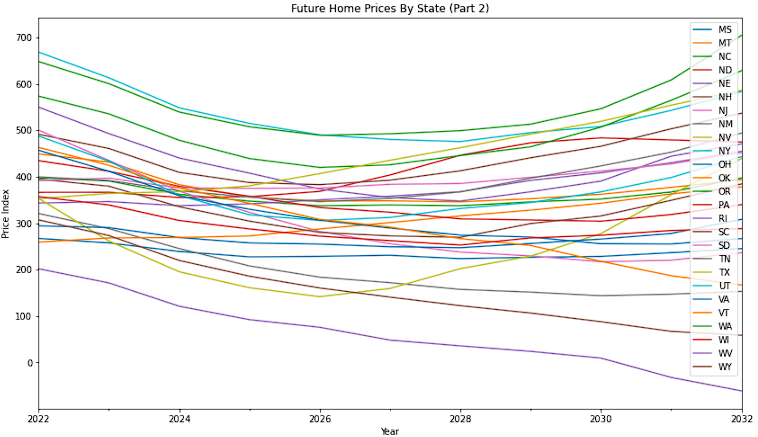 Future Home Prices By State (Part 2)
Price Index
700
600
500
400
300
200
100
0
2022
2024
2026
2028
2030
2032
Year
MS
MT
NC
ND
NE
NH
NJ
NM
NV
NY
OH
OK
OR
PA
RI
SC
SD
TN
TX
UT
VA
VT
WA
WI
WV
WY